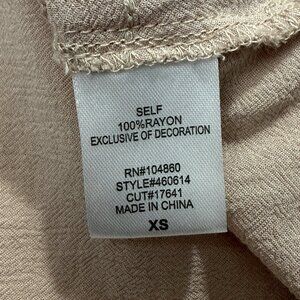 SELF
100%RAYON
EXCLUSIVE OF DECORATION
RN#104860
STYLE#460614
CUT#17641
MADE IN CHINA
XS